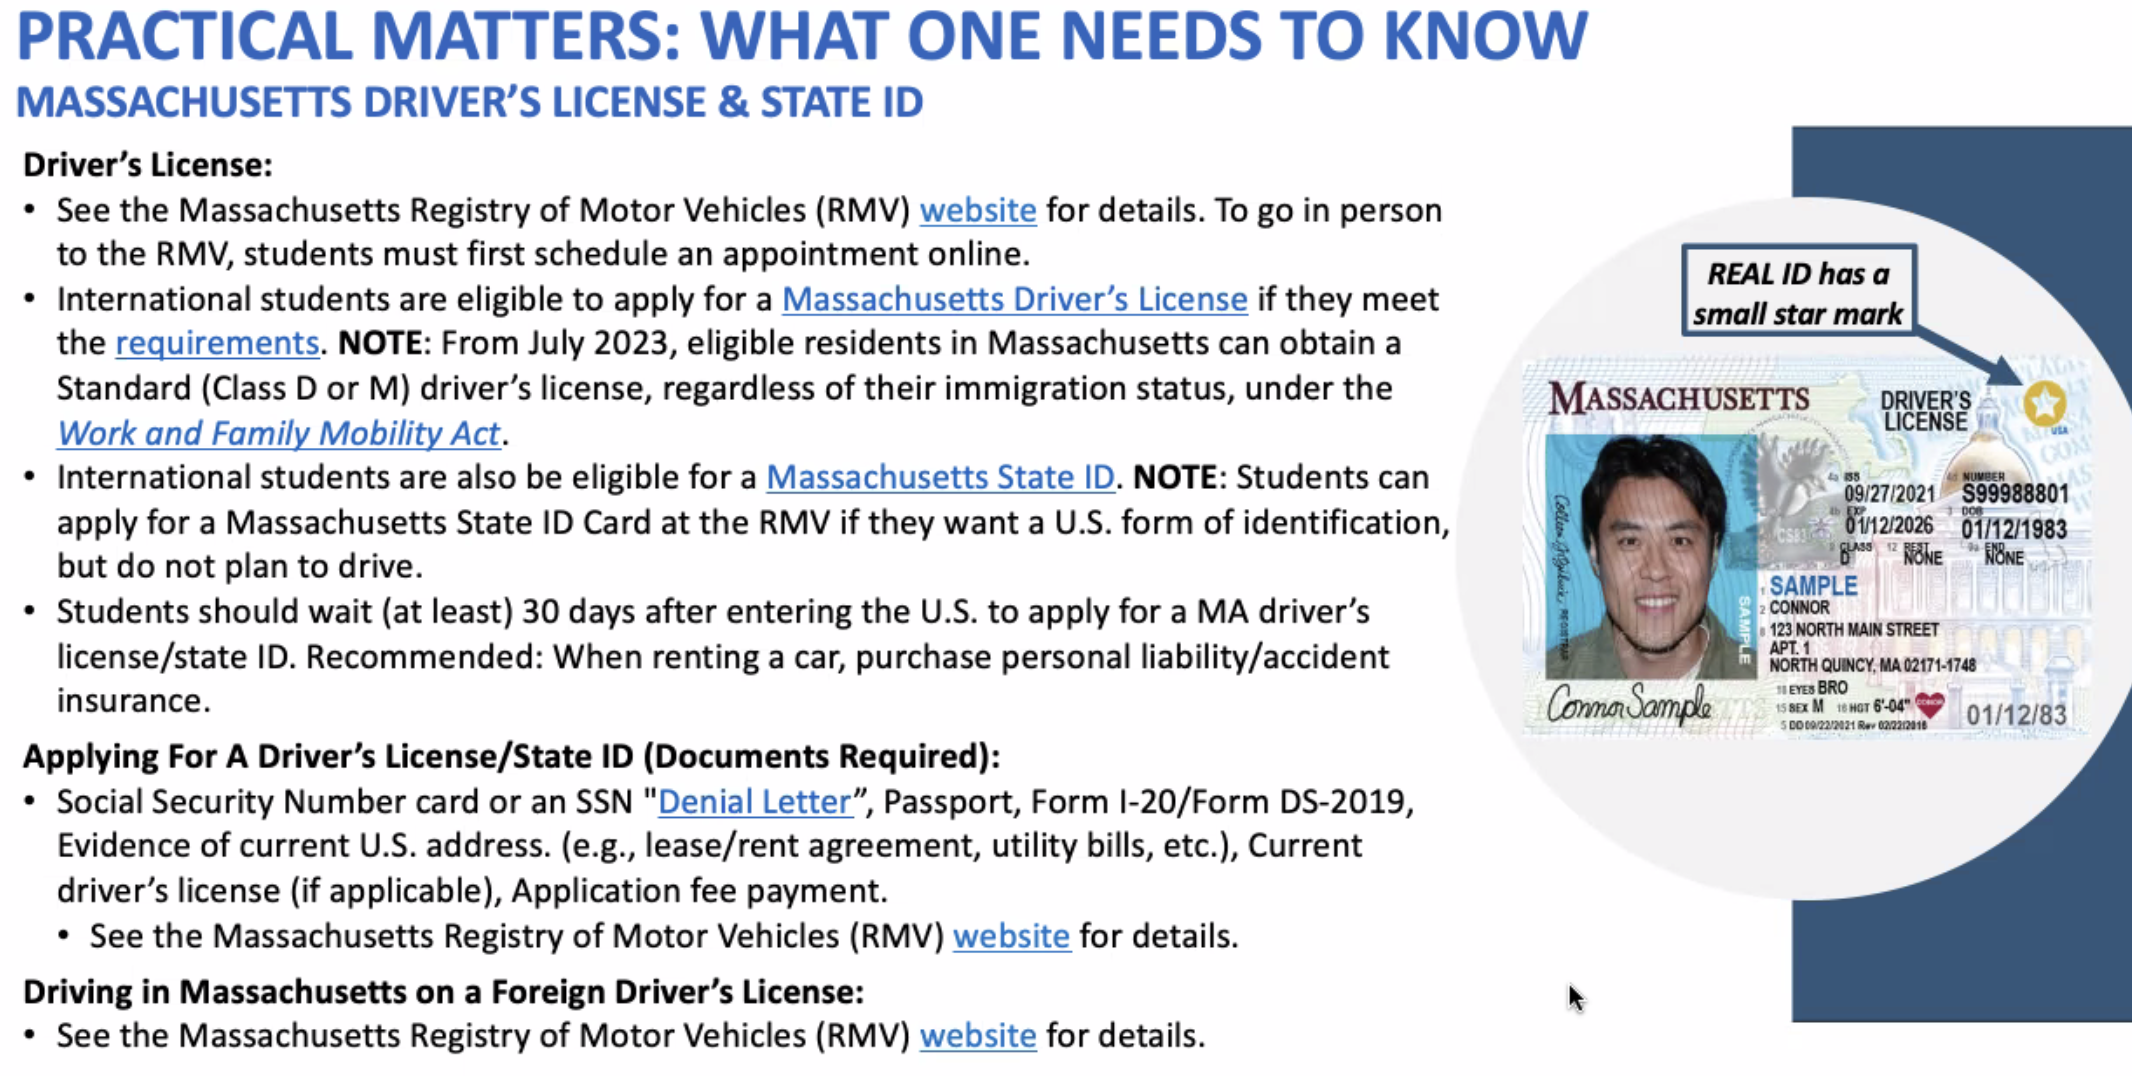 PRACTICAL MATTERS: WHAT ONE NEEDS TO KNOW
MASSACHUSETTS DRIVER'S LICENSE & STATE ID
Driver's License:
• See the Massachusetts Registry of Motor Vehicles (RMV) website for details. To go in person
to the RMV, students must first schedule an appointment online.
• International students are eligible to apply for a Massachusetts Driver's License if they meet
the requirements. NOTE: From July 2023, eligible residents in Massachusetts can obtain a
Standard (Class D or M) driver's license, regardless of their immigration status, under the
Work and Family Mobility Act.
• International students are also be eligible for a Massachusetts State ID. NOTE: Students can
apply for a Massachusetts State ID Card at the RMV if they want a U.S. form of identification,
but do not plan to drive.
• Students should wait (at least) 30 days after entering the U.S. to apply for a MA driver's
license/state ID. Recommended: When renting a car, purchase personal liability/accident
insurance.
Applying For A Driver's License/State ID (Documents Required):
• Social Security Number card or an SSN "Denial Letter”, Passport, Form I-20/Form DS-2019,
Evidence of current U.S. address. (e.g., lease/rent agreement, utility bills, etc.), Current
driver's license (if applicable), Application fee payment.
• See the Massachusetts Registry of Motor Vehicles (RMV) website for details.
Driving in Massachusetts on a Foreign Driver's License:
• See the Massachusetts Registry of Motor Vehicles (RMV) website for details.
REAL ID has a
small star mark
MASSACHUSETTS
DRIVER'S
LICENSE
USA
4a ISS
09/27/2021
4d NUMBER
S99988801
4b EXP
01/12/2026
3 DOB
01/12/1983
9 CLASS
D
12 REST
NONE
9a END
NONE
1 SAMPLE
2 CONNOR
8 123 NORTH MAIN STREET
APT. 1
NORTH QUINCY, MA 02171-1748
18 EYES BRO
15 SEX M 16 HGT 6'-04"
DONOR
01/12/83
5 DD 09/22/2021 Rev 02/22/2016
SAMPLE
Connor Sample